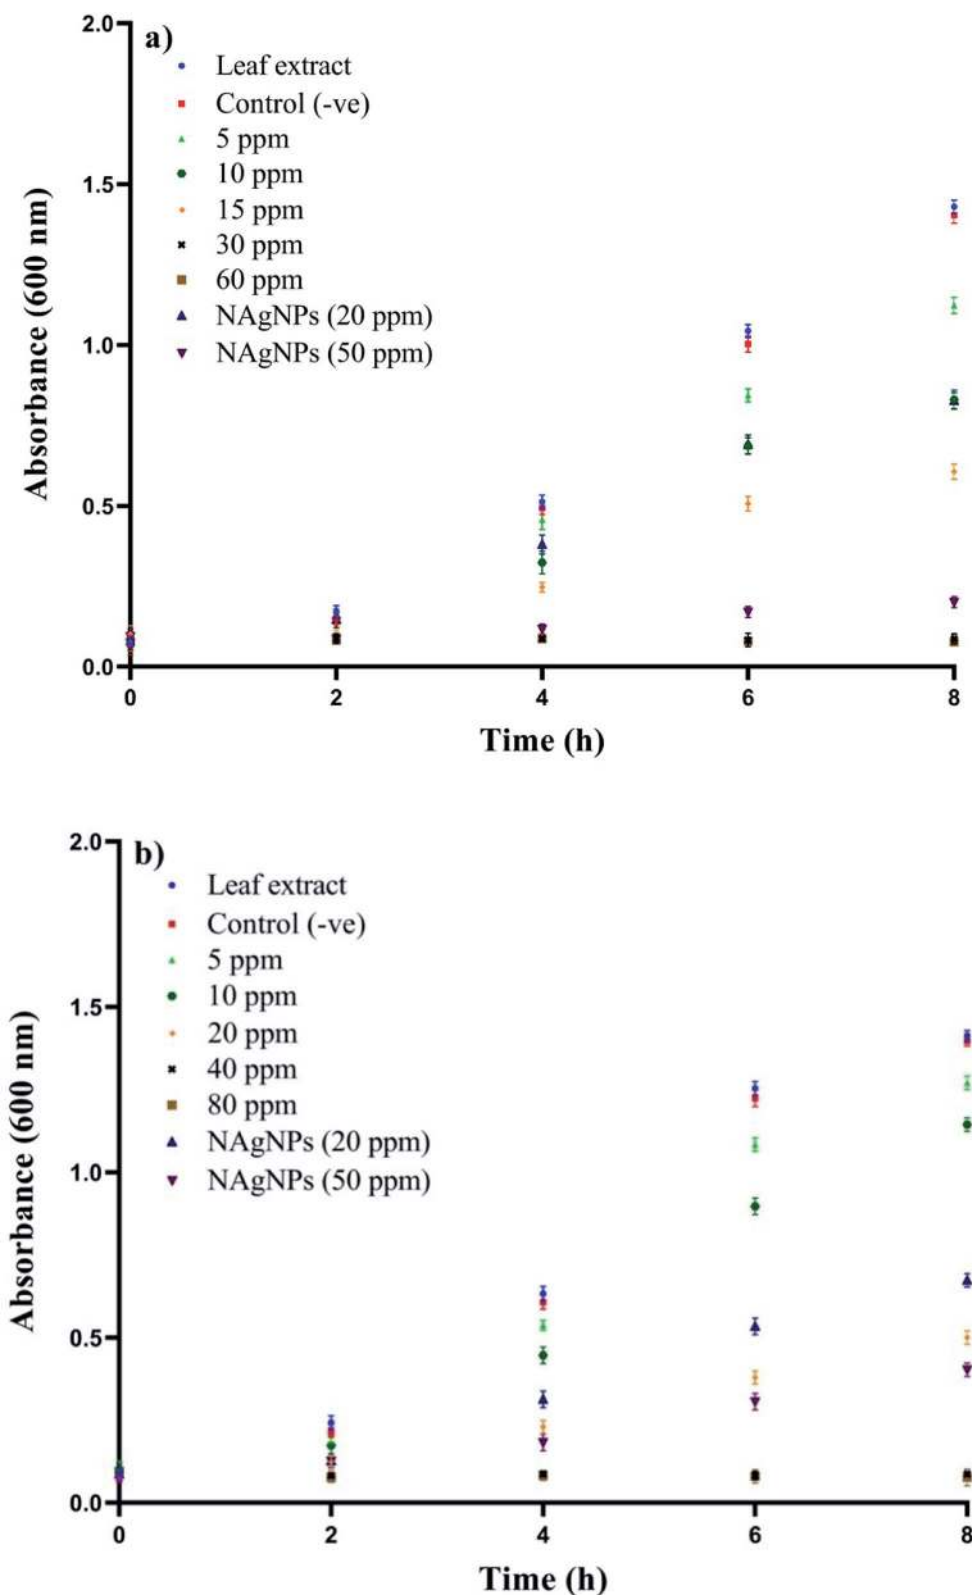 2.0
a)
Leaf extract
Control (-ve)
5 ppm
10 ppm
15 ppm
30 ppm
60 ppm
NAgNPs (20 ppm)
NAgNPs (50 ppm)
1.5
1.0
0.5
0.0
Absorbance (600 nm)
0 2 4 6 8
Time (h)
2.0
b)
Leaf extract
Control (-ve)
5 ppm
10 ppm
20 ppm
40 ppm
80 ppm
NAgNPs (20 ppm)
NAgNPs (50 ppm)
1.5
1.0
0.5
0.0
Absorbance (600 nm)
0 2 4 6 8
Time (h)